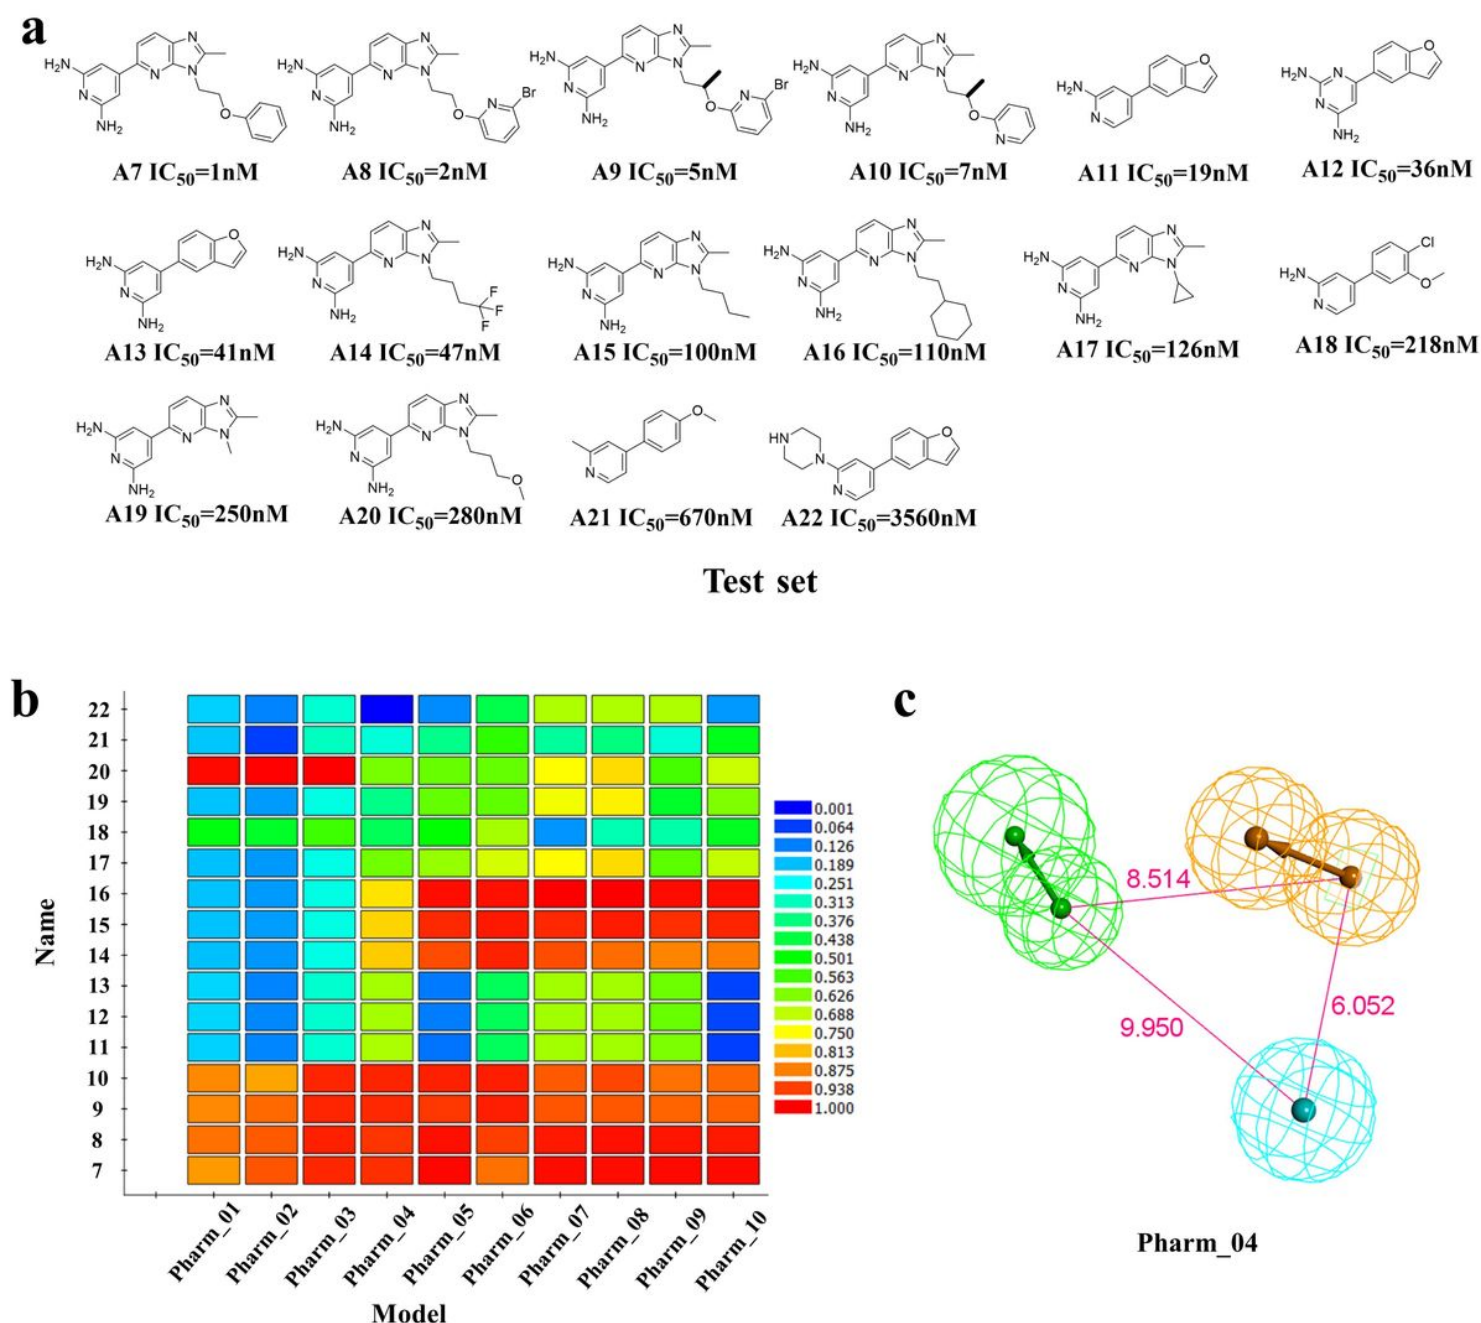 a
A7 IC50=1nM
A8 IC50=2nM
A9 IC50=5nM
A10 IC50=7nM
A11 IC50=19nM
A12 IC50=36nM
A13 IC50=41nM
A14 IC50=47nM
A15 IC50=100nM
A16 IC50=110nM
A17 IC50=126nM
A18 IC50=218nM
A19 IC50=250nM
A20 IC50=280nM
A21 IC50=670nM
A22 IC50=3560nM
Test set
b
Name
22
21
20
19
18
17
16
15
14
13
12
11
10
9
8
7
Pharm_01
Pharm_02
Pharm_03
Pharm_04
Pharm_05
Pharm_06
Pharm_07
Pharm_08
Pharm_09
Pharm_10
Model
0.001
0.064
0.126
0.189
0.251
0.313
0.376
0.438
0.501
0.563
0.626
0.688
0.750
0.813
0.875
0.938
1.000
c
8.514
9.950
6.052
Pharm_04